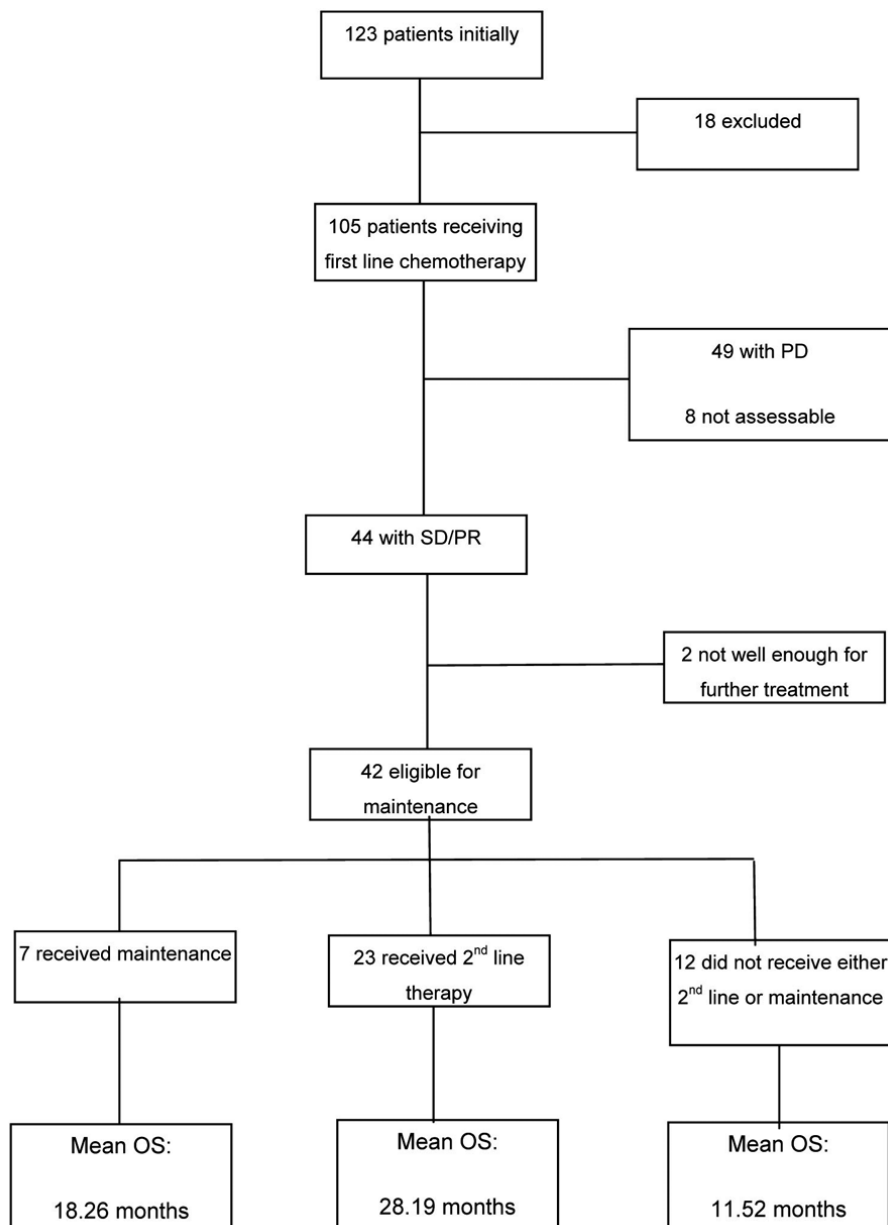 123 patients initially
18 excluded
105 patients receiving
first line chemotherapy
49 with PD
8 not assessable
44 with SD/PR
2 not well enough for
further treatment
42 eligible for
maintenance
7 received maintenance
23 received 2nd line
therapy
12 did not receive either
2nd line or maintenance
Mean OS:
18.26 months
Mean OS:
28.19 months
Mean OS:
11.52 months